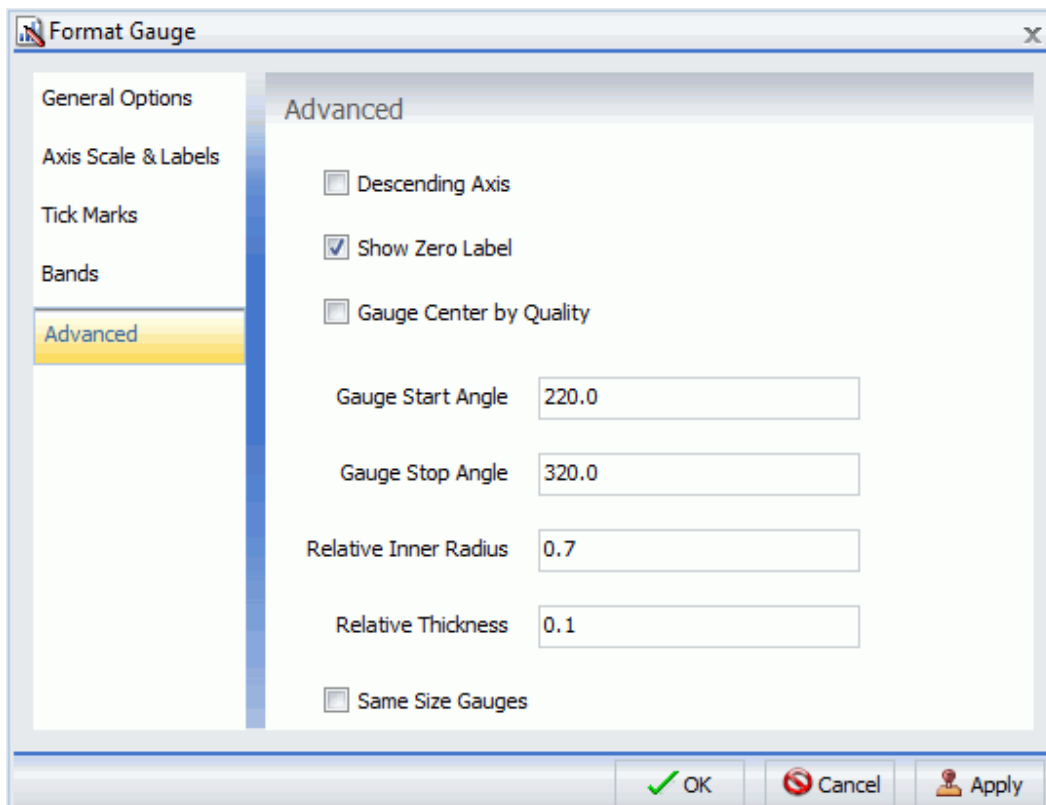 Format Gauge
x
General Options
Axis Scale & Labels
Tick Marks
Bands
Advanced
Advanced
Descending Axis
Show Zero Label
Gauge Center by Quality
Gauge Start Angle 220.0
Gauge Stop Angle 320.0
Relative Inner Radius 0.7
Relative Thickness 0.1
Same Size Gauges
OK Cancel Apply